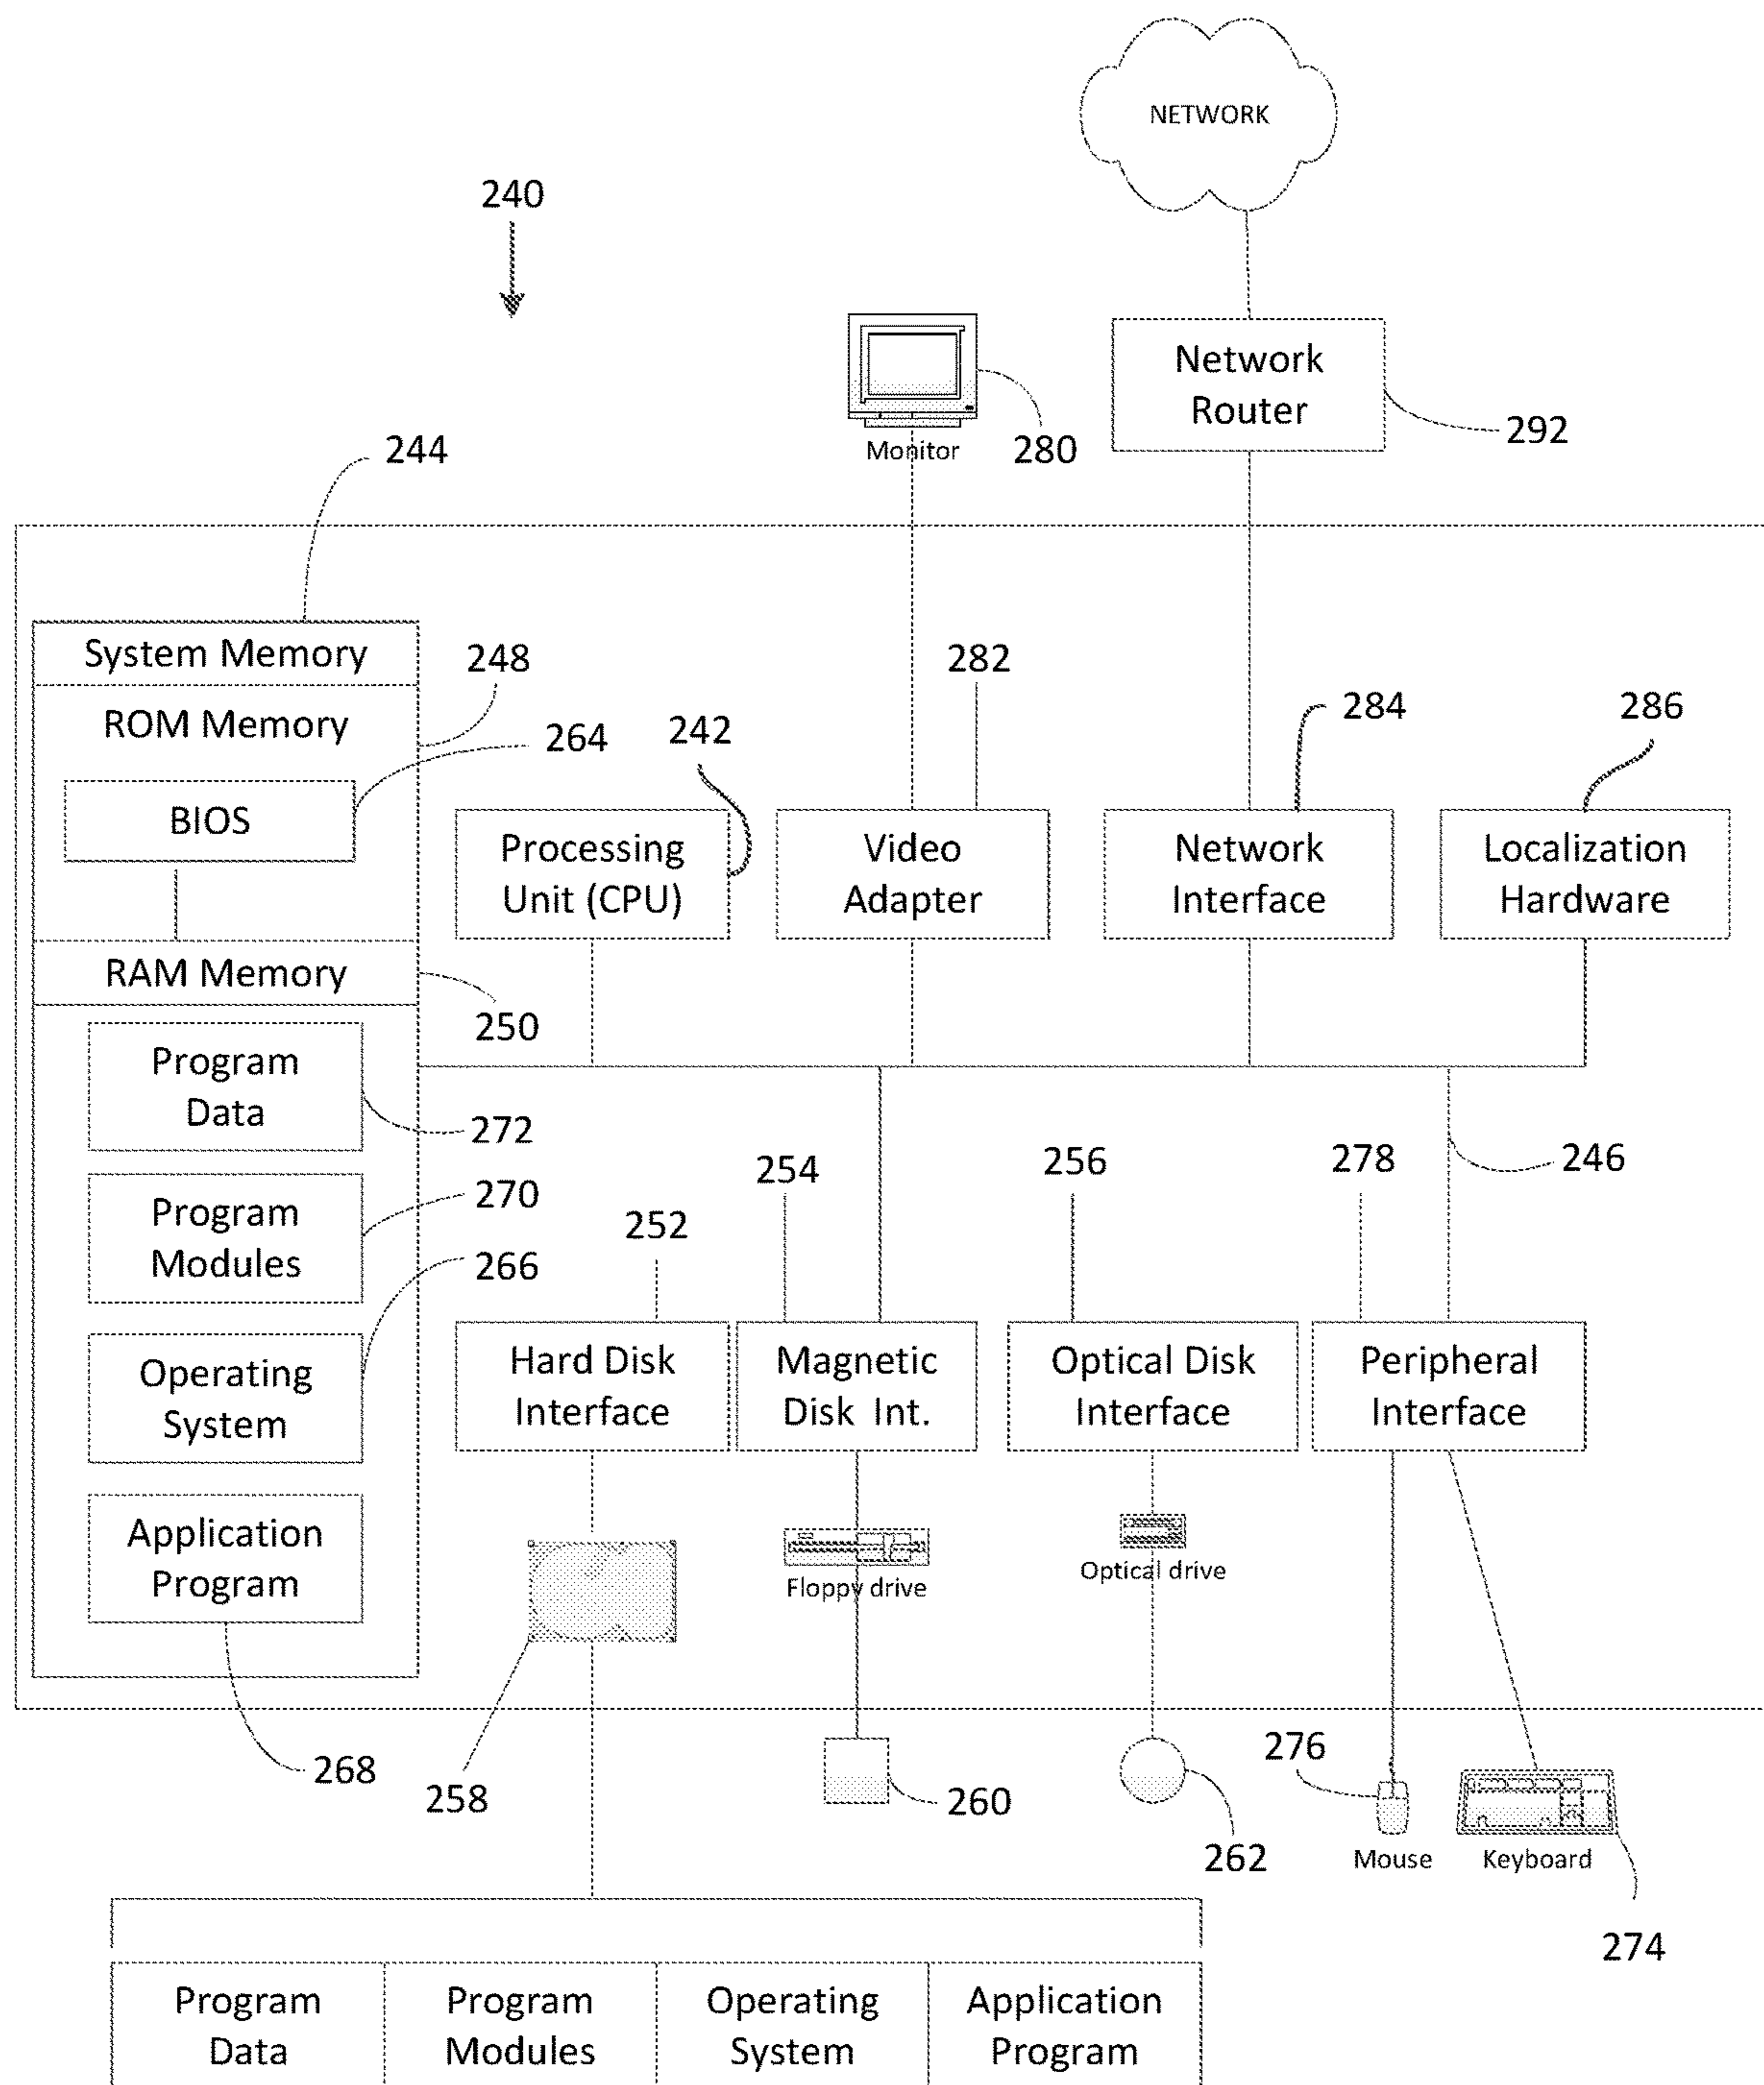 NETWORK
240
Network
Router
292
Monitor
280
244
System Memory
248
282
ROM Memory
264
242
284
286
BIOS
Processing
Unit (CPU)
Video
Adapter
Network
Interface
Localization
Hardware
RAM Memory
250
Program
Data
272
254
256
278
246
Program
Modules
270
252
266
Operating
System
Hard Disk
Interface
Magnetic
Disk Int.
Optical Disk
Interface
Peripheral
Interface
Application
Program
Floppy drive
Optical drive
268
258
260
262
276
Mouse
Keyboard
274
Program
Data
Program
Modules
Operating
System
Application
Program